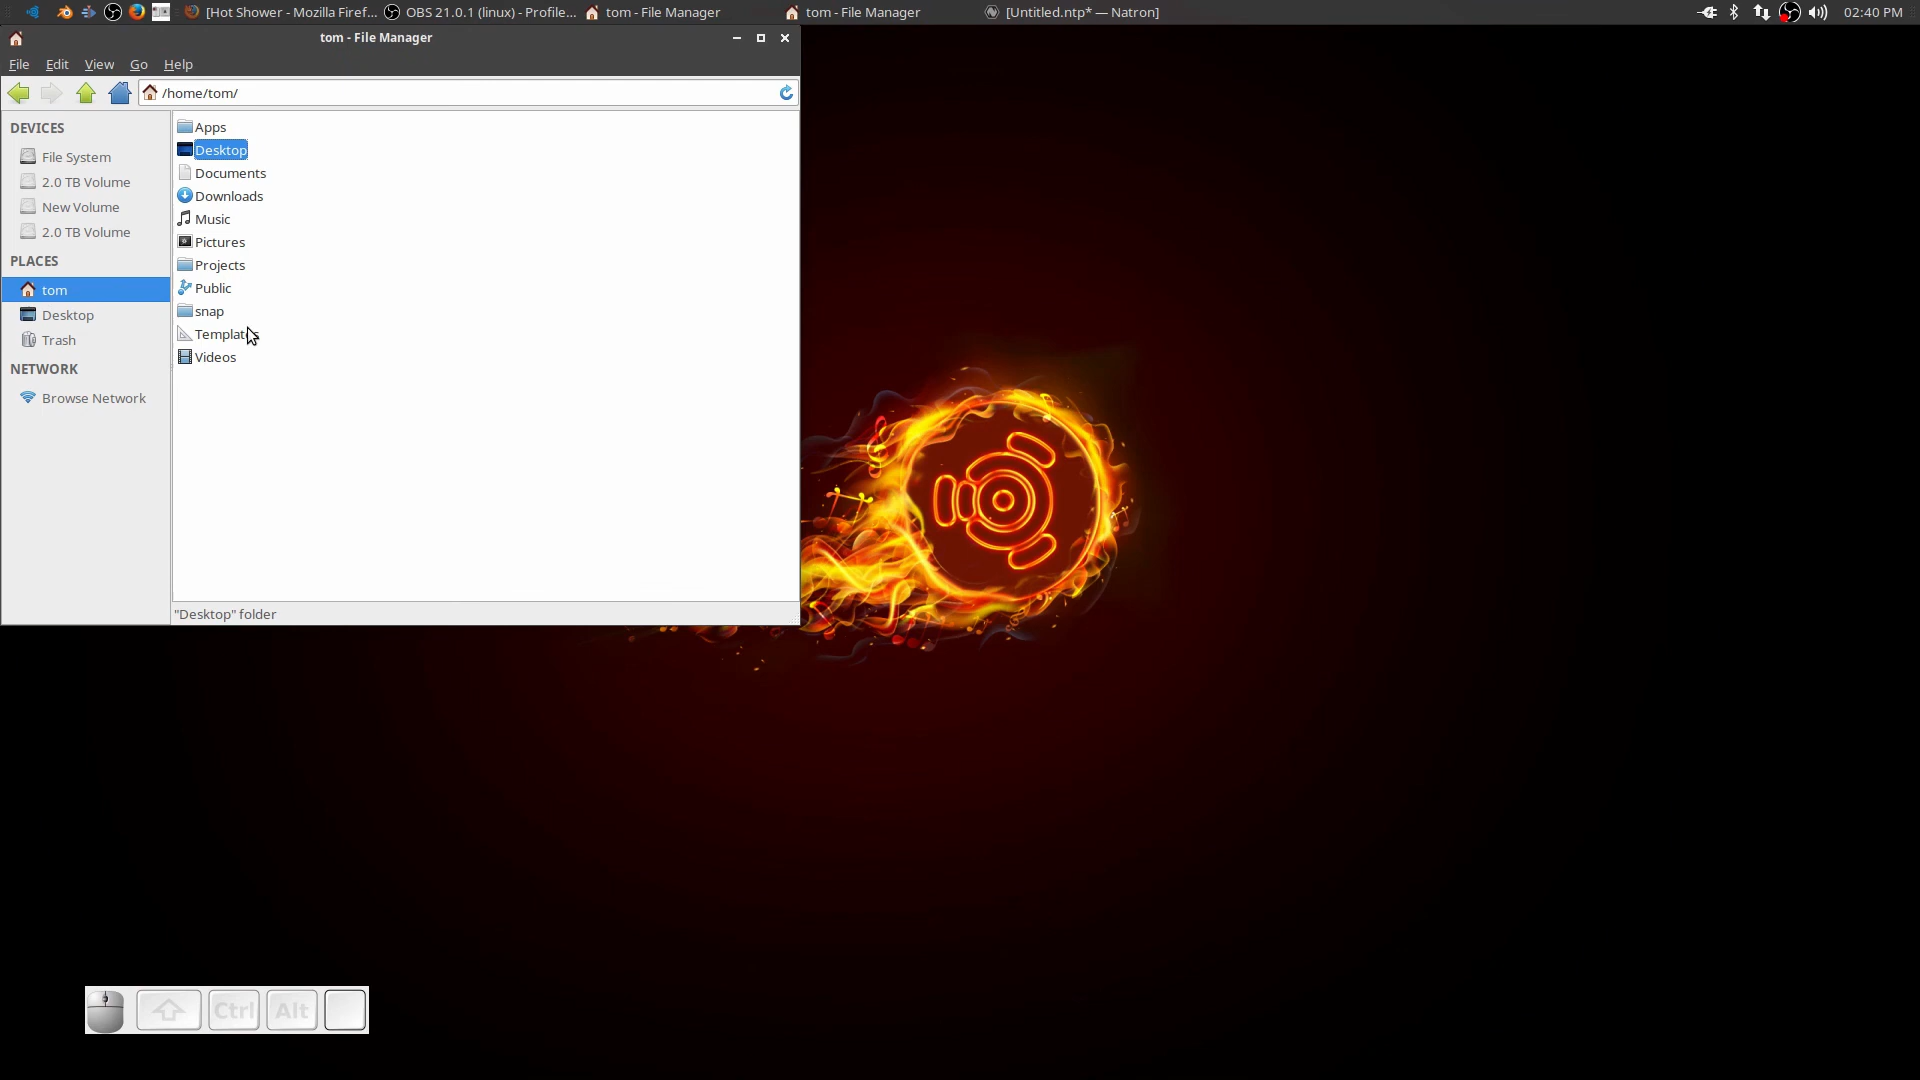 [Hot Shower - Mozilla Firef... OBS 21.0.1 (linux) - Profile... tom - File Manager tom - File Manager [Untitled.ntp* — Natron] 02:40 PM
tom - File Manager
File Edit View Go Help
/home/tom/
DEVICES
File System
2.0 TB Volume
New Volume
2.0 TB Volume
PLACES
tom
Desktop
Trash
NETWORK
Browse Network
Apps
Desktop
Documents
Downloads
Music
Pictures
Projects
Public
snap
Templates
Videos
"Desktop" folder
Ctrl Alt